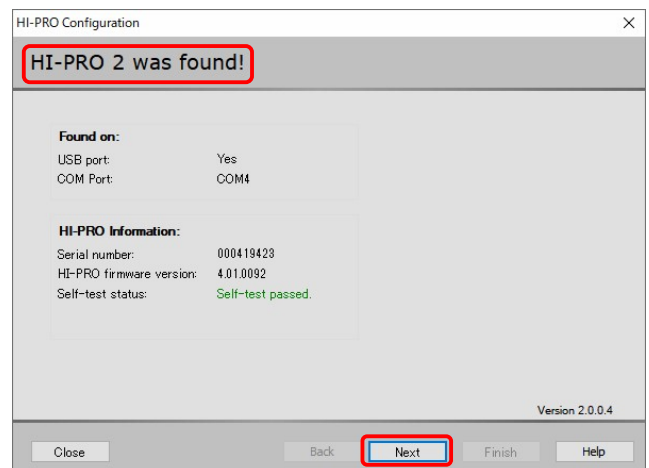 HI-PRO Configuration
HI-PRO 2 was found!
Found on:
USB port: Yes
COM Port: COM4
HI-PRO Information:
Serial number: 000419423
HI-PRO firmware version: 4.01.0092
Self-test status: Self-test passed.
Version 2.0.0.4
Close Back Next Finish Help